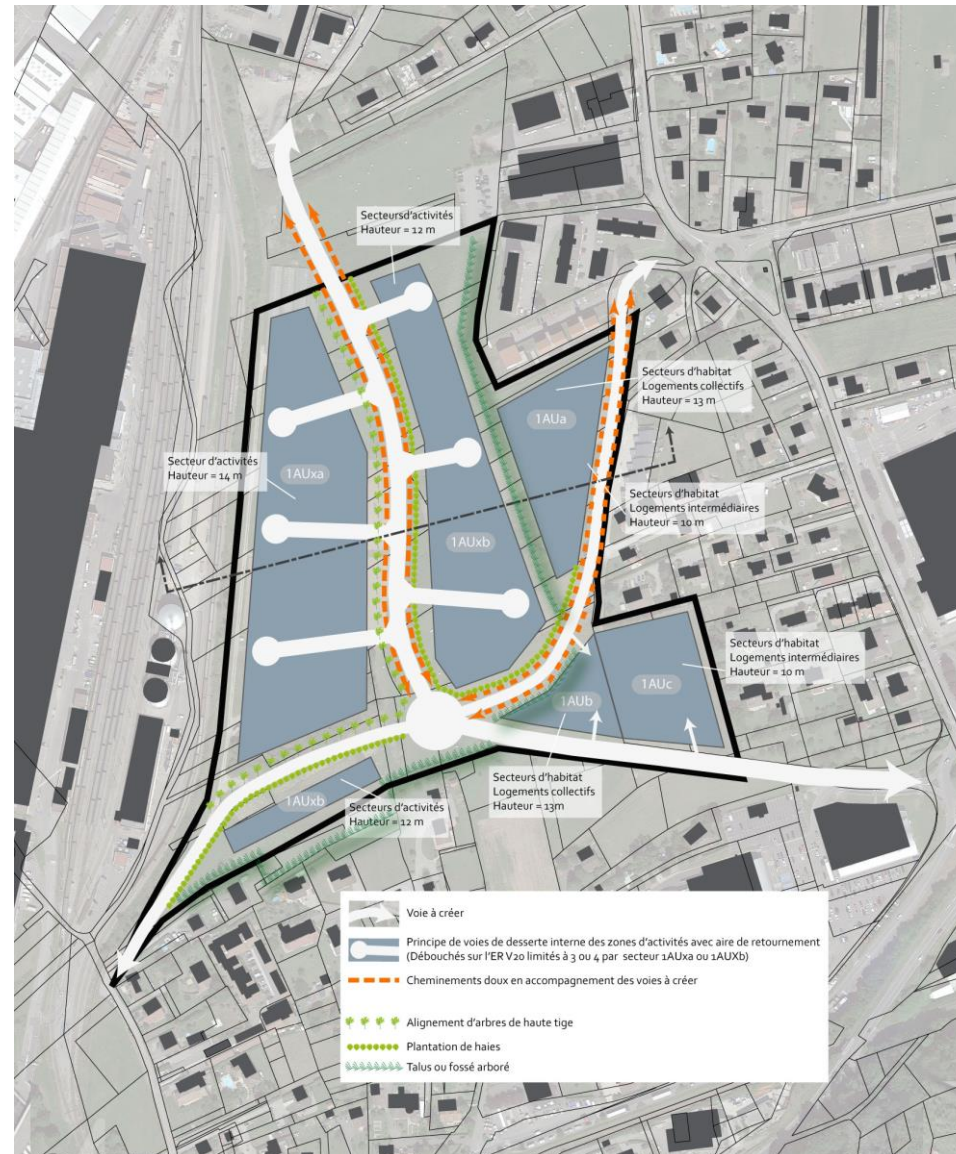 Secteursd'activités
Hauteur = 12 m
Secteurs d'habitat
Logements collectifs
Hauteur = 13 m
1AUa
Secteur d'activités
Hauteur = 14 m
1AUxa
Secteurs d'habitat
Logements intermédiaires
Hauteur = 10 m
1AUxb
Secteurs d'habitat
Logements intermédiaires
Hauteur = 10 m
1AUc
1AUb
Secteurs d'habitat
Logements collectifs
Hauteur = 13m
1AUxb
Secteurs d'activités
Hauteur = 12 m
Voie à créer
Principe de voies de desserte interne des zones d'activités avec aire de retournement
(Débouchés sur l'ER V20 limités à 3 ou 4 par secteur 1AUxa ou 1AUXb)
Cheminements doux en accompagnement des voies à créer
Alignement d'arbres de haute tige
Plantation de haies
Talus ou fossé arboré